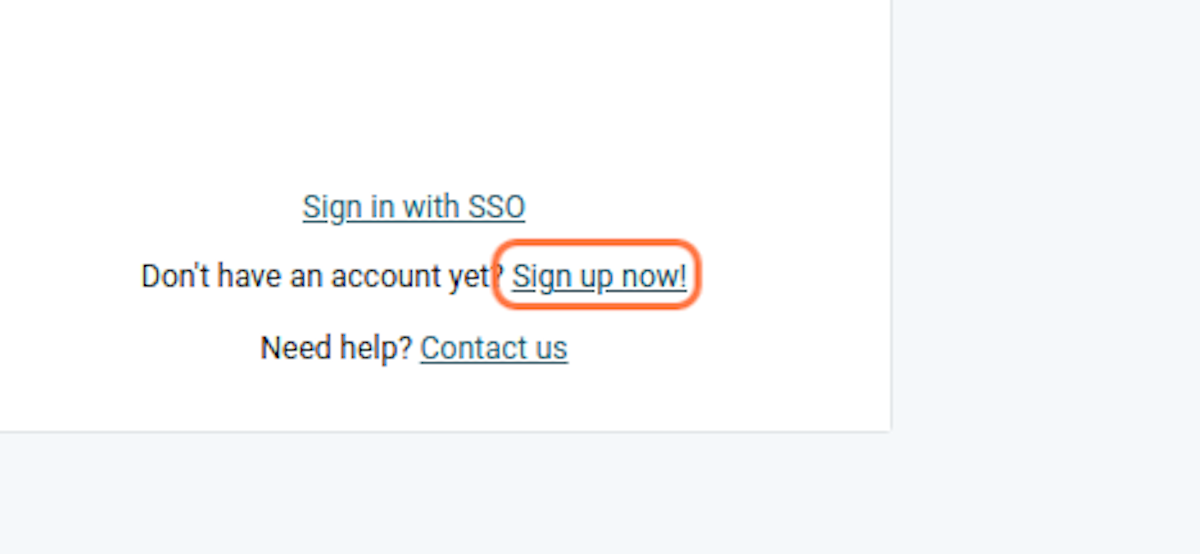 Sign in with SSO
Don't have an account yet? Sign up now!
Need help? Contact us